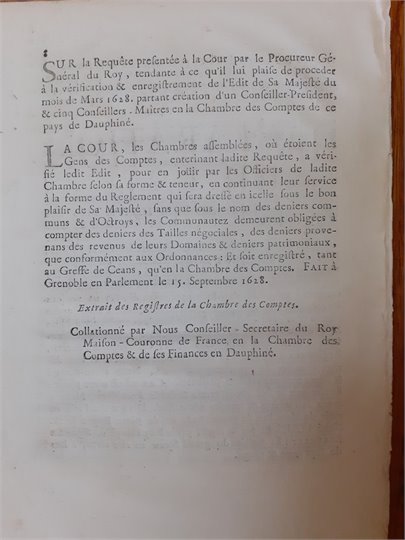 8
SUR la Requête presentée à la Cour par le Procureur Gé-
néral du Roy, tendante à ce qu'il lui plaise de proceder
à la vérification & enregistrement de l'Edit de Sa Majesté du
mois de Mars 1628. partant création d'un Conseiller-Président,
& cinq Conseillers-Maîtres en la Chambre des Comptes de ce
pays de Dauphiné.
LA COUR, les Chambres assemblées, où étoient les
Gens des Comptes, enterinant ladite Requête, a véri-
fié ledit Edit, pour en joüir par les Officiers de ladite
Chambre selon sa forme & teneur, en continuant leur service
à la forme du Reglement qui sera dressé en icelle sous le bon
plaisir de Sa Majesté, sans que sous le nom des deniers com-
muns & d'Octroys, les Communautez demeurent obligées à
compter des deniers des Tailles négociales, des deniers prove-
nans des revenus de leurs Domaines & deniers patrimoniaux,
que conformément aux Ordonnances: Et soit enregistré, tant
au Greffe de Ceans, qu'en la Chambre des Comptes. FAIT à
Grenoble en Parlement le 15. Septembre 1628.
Extrait des Registres de la Chambre des Comptes.
Collationné par Nous Conseiller-Secretaire du Roy
Maison-Couronne de France en la Chambre des
Comptes & de ses Finances en Dauphiné.